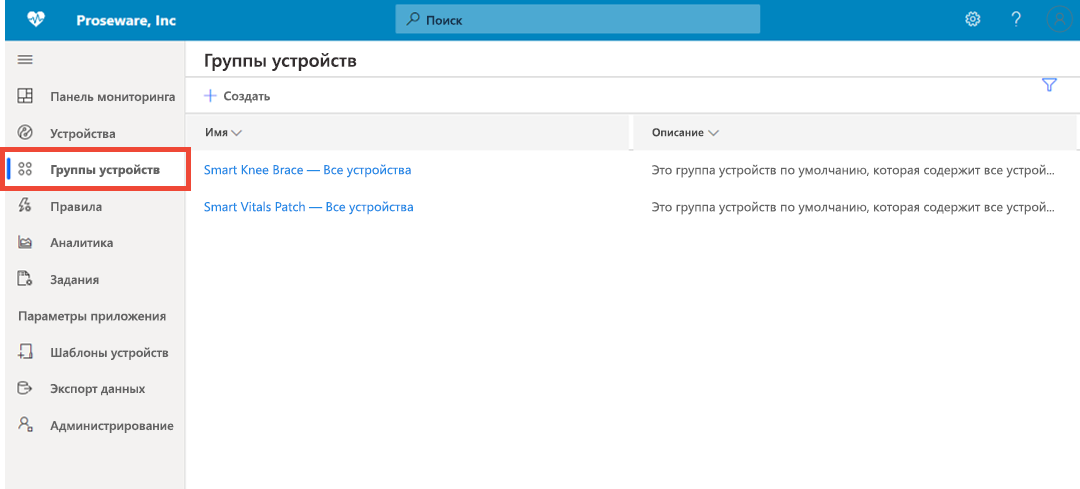 Proseware, Inc
Поиск
?
Группы устройств
Создать
Имя
Описание
Smart Knee Brace — Все устройства
Это группа устройств по умолчанию, которая содержит все устрой...
Smart Vitals Patch — Все устройства
Это группа устройств по умолчанию, которая содержит все устрой...
Панель мониторинга
Устройства
Группы устройств
Правила
Аналитика
Задания
Параметры приложения
Шаблоны устройств
Экспорт данных
Администрирование